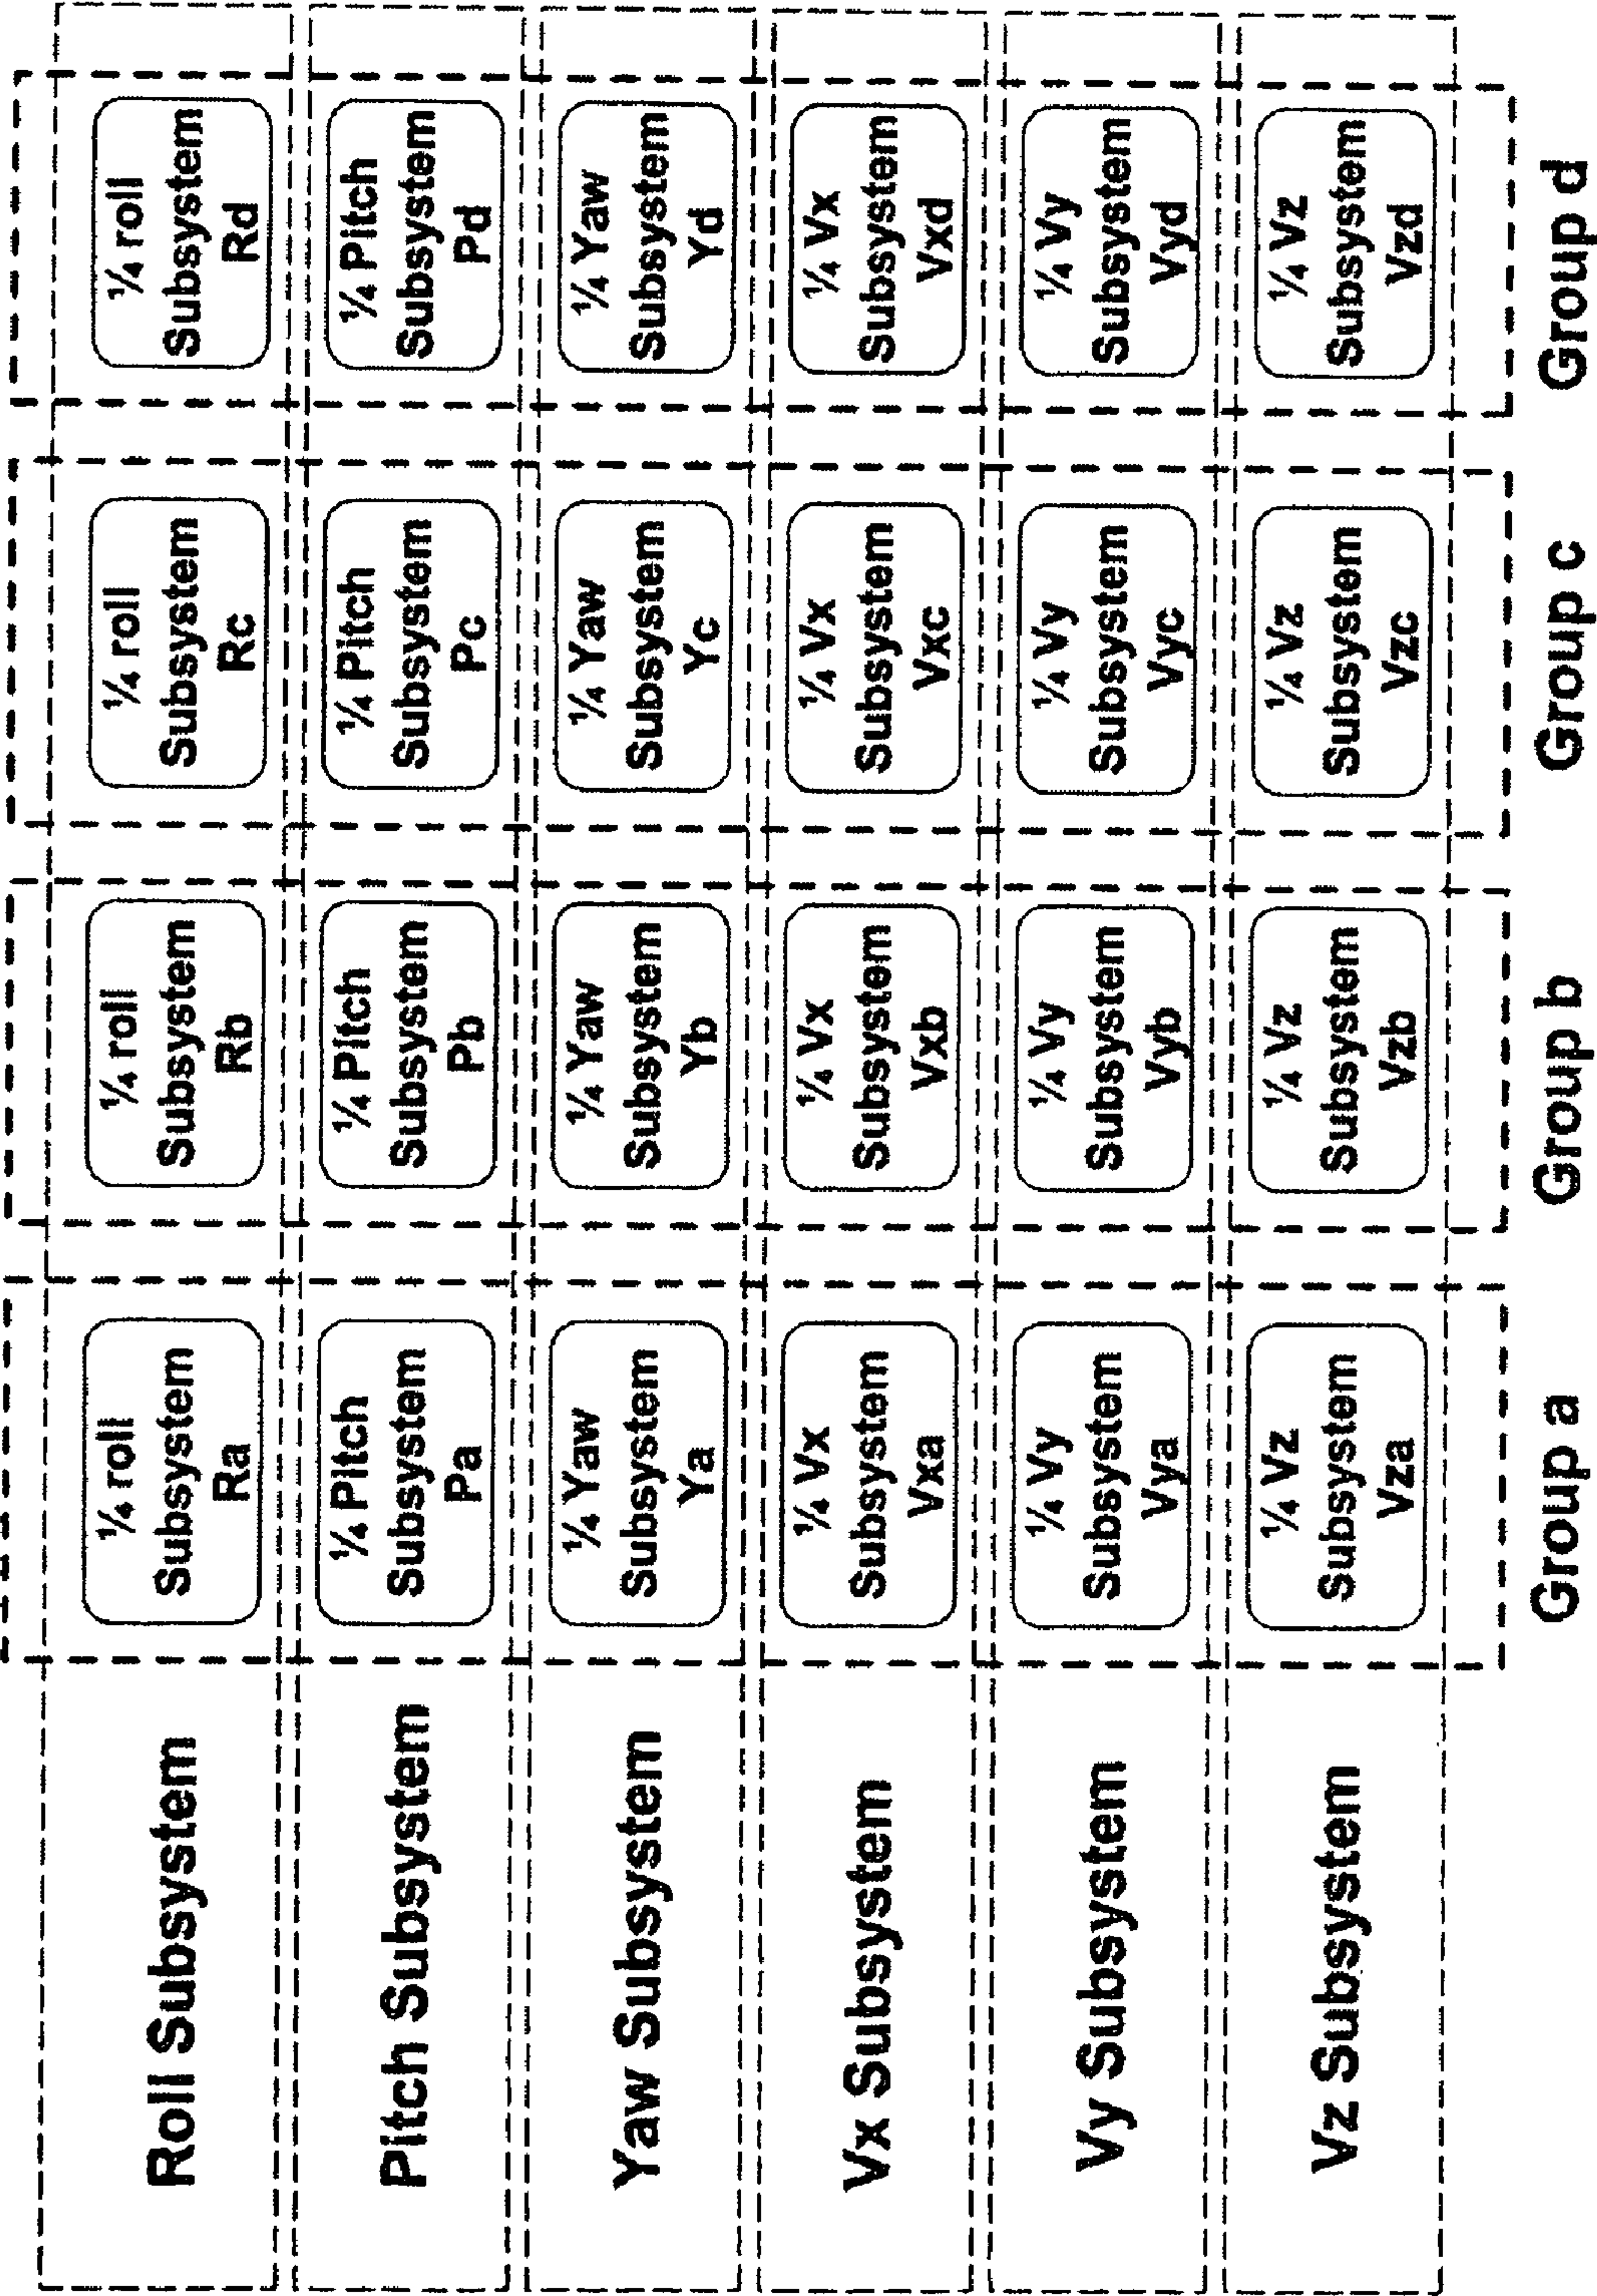 Roll Subsystem
¼ roll
Subsystem
Ra
¼ roll
Subsystem
Rb
¼ roll
Subsystem
Rc
¼ roll
Subsystem
Rd
Pitch Subsystem
¼ Pitch
Subsystem
Pa
¼ Pitch
Subsystem
Pb
¼ Pitch
Subsystem
Pc
¼ Pitch
Subsystem
Pd
Yaw Subsystem
¼ Yaw
Subsystem
Ya
¼ Yaw
Subsystem
Yb
¼ Yaw
Subsystem
Yc
¼ Yaw
Subsystem
Yd
Vx Subsystem
¼ Vx
Subsystem
Vxa
¼ Vx
Subsystem
Vxb
¼ Vx
Subsystem
Vxc
¼ Vx
Subsystem
Vxd
Vy Subsystem
¼ Vy
Subsystem
Vya
¼ Vy
Subsystem
Vyb
¼ Vy
Subsystem
Vyc
¼ Vy
Subsystem
Vyd
Vz Subsystem
¼ Vz
Subsystem
Vza
¼ Vz
Subsystem
Vzb
¼ Vz
Subsystem
Vzc
¼ Vz
Subsystem
Vzd
Group a
Group b
Group c
Group d